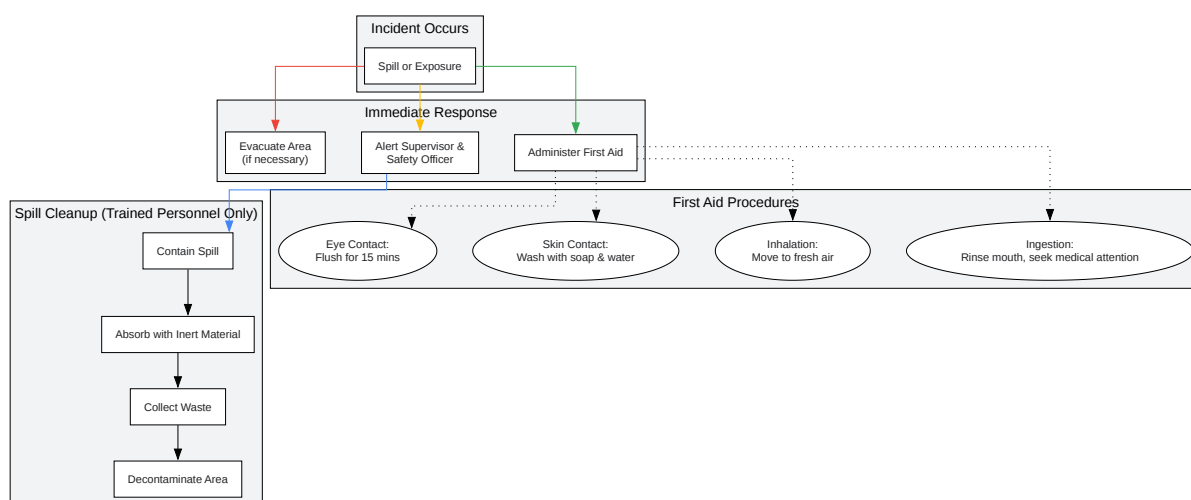 Incident Occurs
Spill or Exposure
Immediate Response
Evacuate Area
(if necessary)
Alert Supervisor &
Safety Officer
Administer First Aid
Spill Cleanup (Trained Personnel Only)
Contain Spill
Absorb with Inert Material
Collect Waste
Decontaminate Area
First Aid Procedures
Eye Contact:
Flush for 15 mins
Skin Contact:
Wash with soap & water
Inhalation:
Move to fresh air
Ingestion:
Rinse mouth, seek medical attention